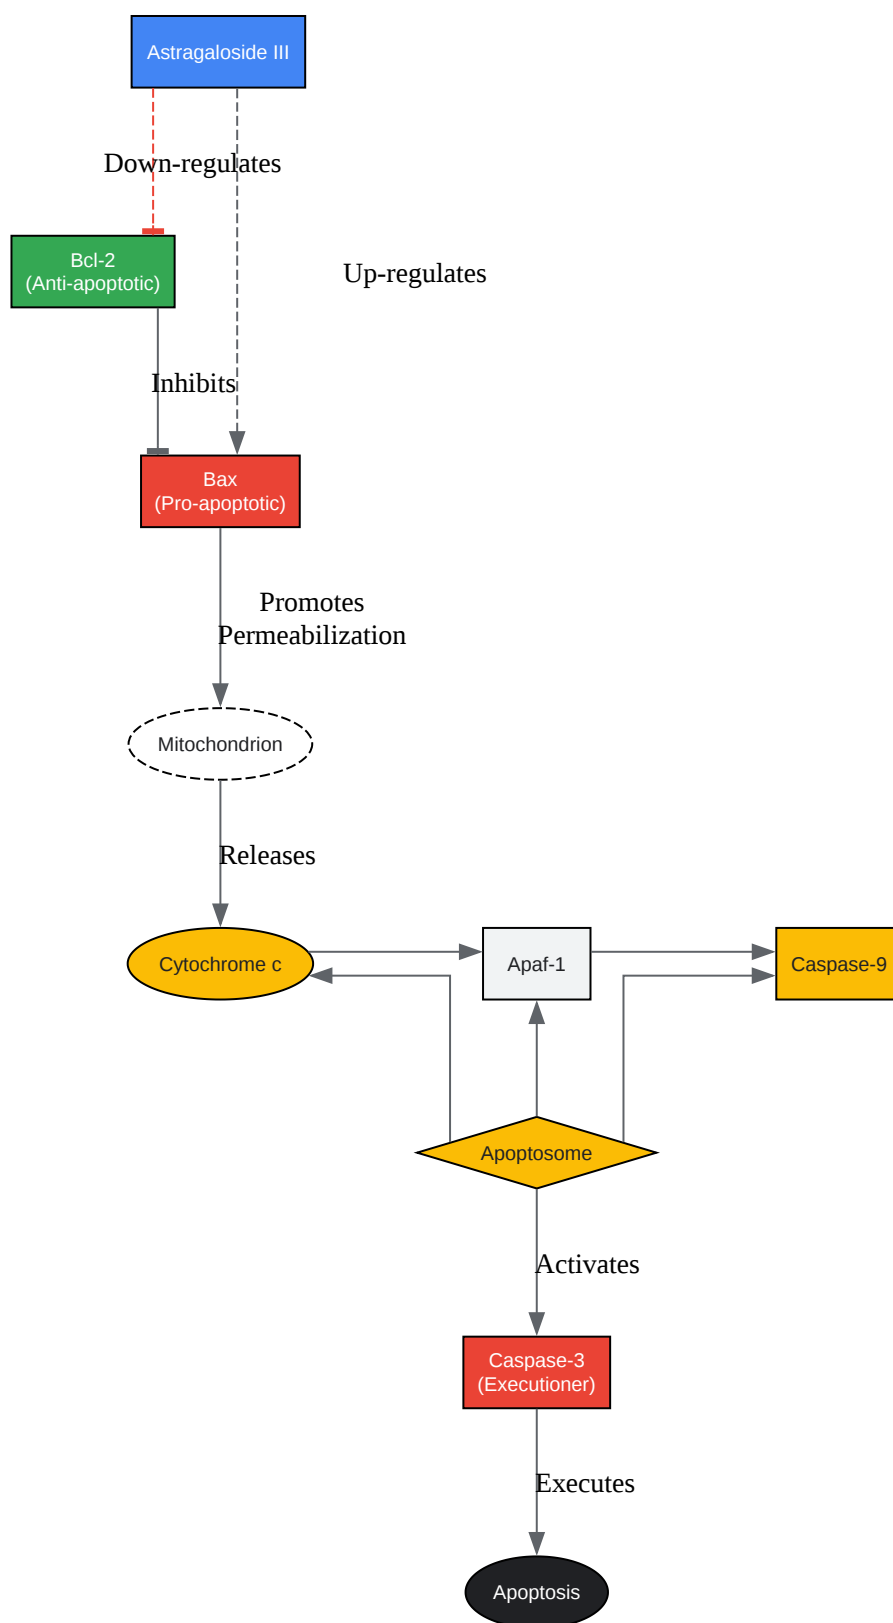 Astragaloside III
Down-regulates
Bcl-2
(Anti-apoptotic)
Up-regulates
Inhibits
Bax
(Pro-apoptotic)
Promotes
Permeabilization
Mitochondrion
Releases
Cytochrome c
Apaf-1
Caspase-9
Apoptosome
Activates
Caspase-3
(Executioner)
Executes
Apoptosis